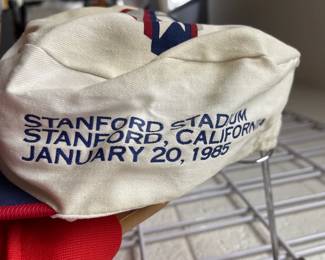 STANFORD STADIUM
STANFORD, CALIFORNIA
JANUARY 20, 1985